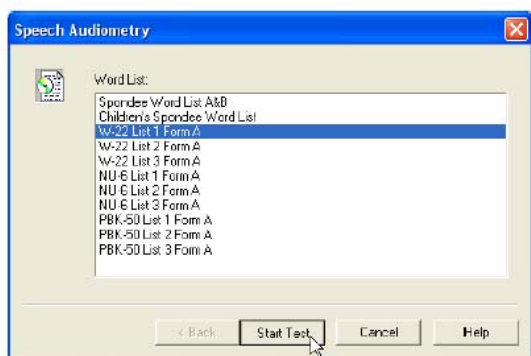 Speech Audiometry
Word List:
Spondee Word List A&B
Children's Spondee Word List
W-22 List 1 Form A
W-22 List 2 Form A
W-22 List 3 Form A
NU-6 List 1 Form A
NU-6 List 2 Form A
NU-6 List 3 Form A
PBK-50 List 1 Form A
PBK-50 List 2 Form A
PBK-50 List 3 Form A
< Back Start Test Cancel Help